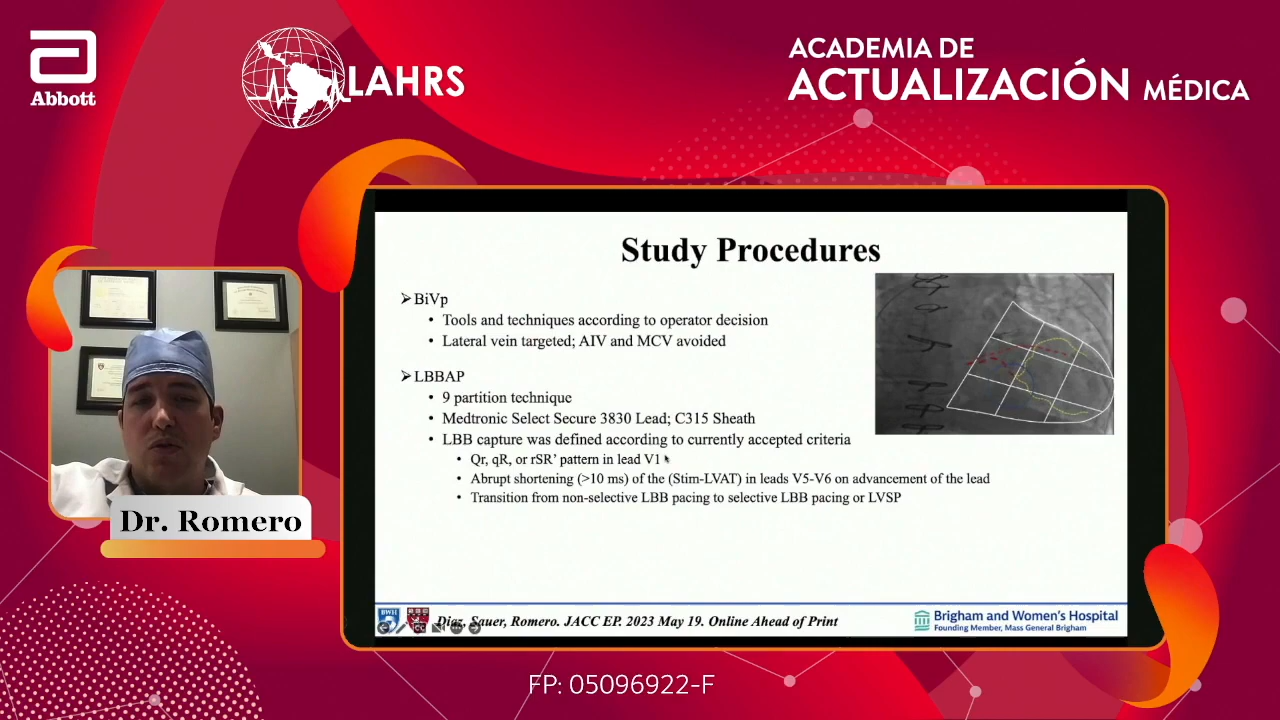 Abbott
LAHRS
ACADEMIA DE
ACTUALIZACIÓN MÉDICA
Study Procedures
➢BiVp
• Tools and techniques according to operator decision
• Lateral vein targeted; AIV and MCV avoided
➢LBBAP
• 9 partition technique
• Medtronic Select Secure 3830 Lead; C315 Sheath
• LBB capture was defined according to currently accepted criteria
• Qr, qR, or rSR’ pattern in lead V1
• Abrupt shortening (>10 ms) of the (Stim-LVAT) in leads V5-V6 on advancement of the lead
• Transition from non-selective LBB pacing to selective LBB pacing or LVSP
Dr. Romero
BWH
Diaz, Sauer, Romero. JACC EP. 2023 May 19. Online Ahead of Print
Brigham and Women's Hospital
Founding Member, Mass General Brigham
FP: 05096922-F